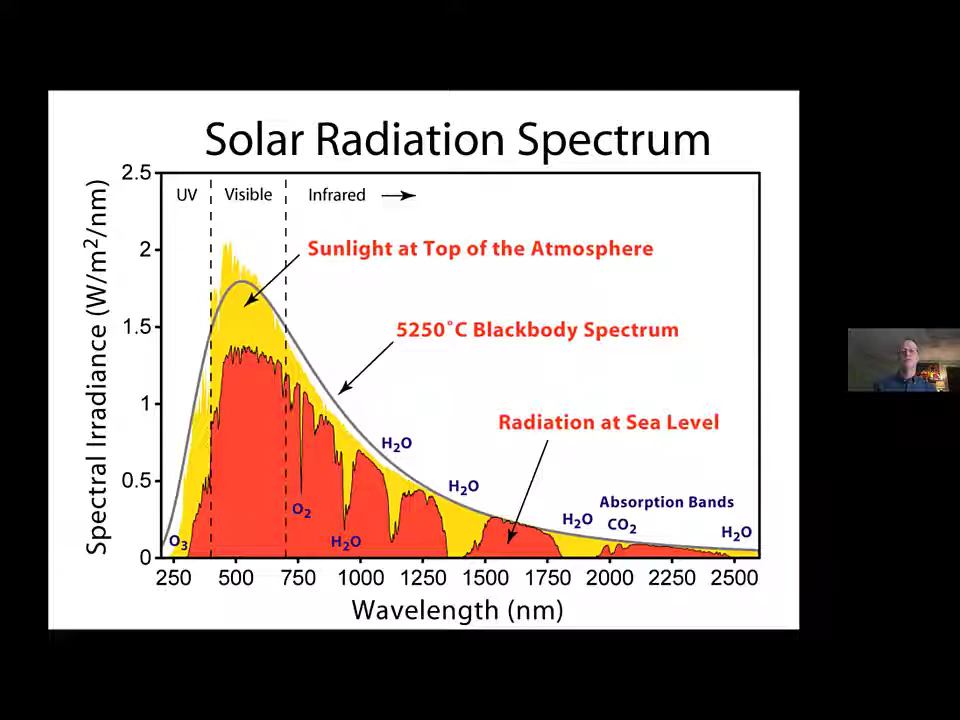 Solar Radiation Spectrum
Spectral Irradiance (W/m²/nm)
2.5
2
1.5
1
0.5
0
UV
Visible
Infrared
Sunlight at Top of the Atmosphere
5250˚C Blackbody Spectrum
Radiation at Sea Level
H₂O
H₂O
Absorption Bands
H₂O
CO₂
H₂O
O₂
O₃
H₂O
250 500 750 1000 1250 1500 1750 2000 2250 2500
Wavelength (nm)